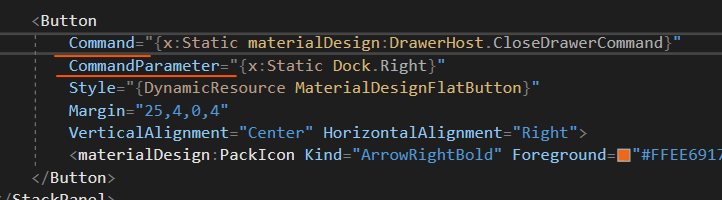 <Button
Command="{x:Static materialDesign:DrawerHost.CloseDrawerCommand}"
CommandParameter="{x:Static Dock.Right}"
Style="{DynamicResource MaterialDesignFlatButton}"
Margin="25,4,0,4"
VerticalAlignment="Center" HorizontalAlignment="Right">
<materialDesign:PackIcon Kind="ArrowRightBold" Foreground="#FFEE6917
</Button>
</StackPanel>